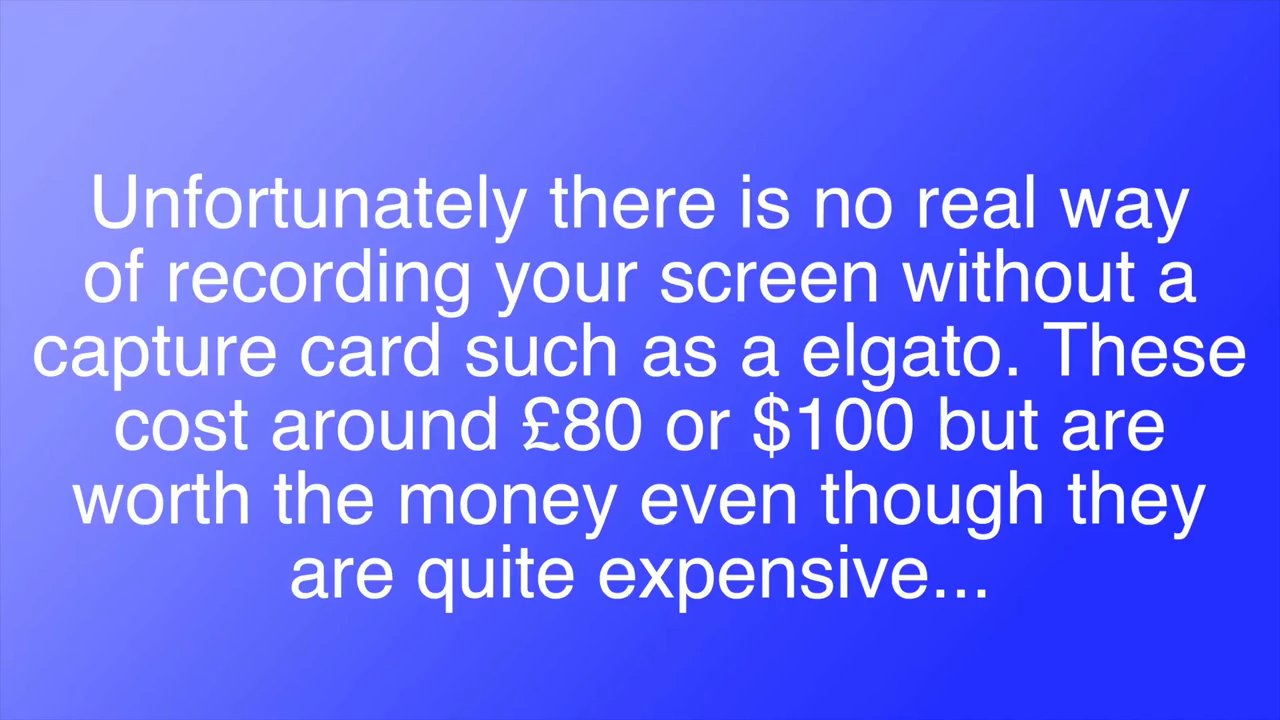 Unfortunately there is no real way
of recording your screen without a
capture card such as a elgato. These
cost around £80 or $100 but are
worth the money even though they
are quite expensive...